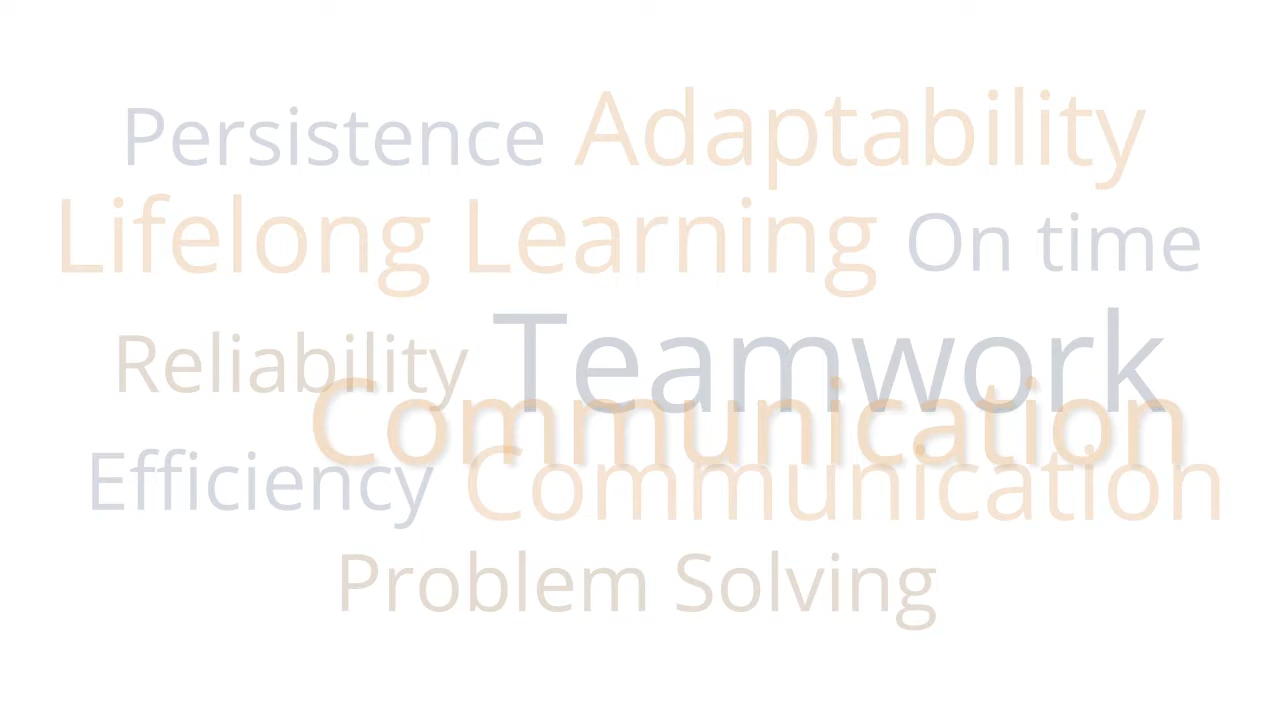 Persistence Adaptability
Lifelong Learning On time
Reliability Teamwork
Communication
Efficiency Communication
Problem Solving